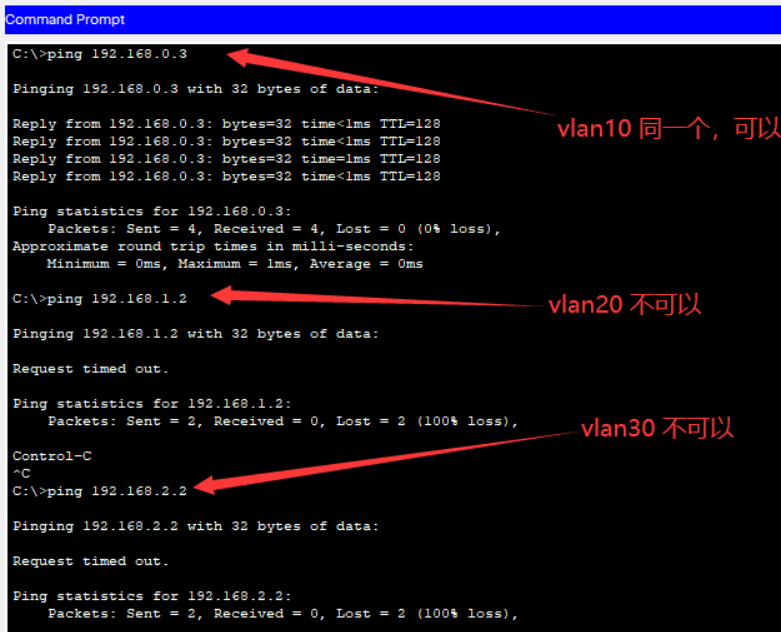 Command Prompt
C:\>ping 192.168.0.3
Pinging 192.168.0.3 with 32 bytes of data:
vlan10 同一个，可以
Reply from 192.168.0.3: bytes=32 time<1ms TTL=128
Reply from 192.168.0.3: bytes=32 time<1ms TTL=128
Reply from 192.168.0.3: bytes=32 time=1ms TTL=128
Reply from 192.168.0.3: bytes=32 time<1ms TTL=128
Ping statistics for 192.168.0.3:
Packets: Sent = 4, Received = 4, Lost = 0 (0% loss),
Approximate round trip times in milli-seconds:
Minimum = 0ms, Maximum = 1ms, Average = 0ms
C:\>ping 192.168.1.2
vlan20 不可以
Pinging 192.168.1.2 with 32 bytes of data:
Request timed out.
Ping statistics for 192.168.1.2:
Packets: Sent = 2, Received = 0, Lost = 2 (100% loss),
vlan30 不可以
Control-C
^C
C:\>ping 192.168.2.2
Pinging 192.168.2.2 with 32 bytes of data:
Request timed out.
Ping statistics for 192.168.2.2:
Packets: Sent = 2, Received = 0, Lost = 2 (100% loss),